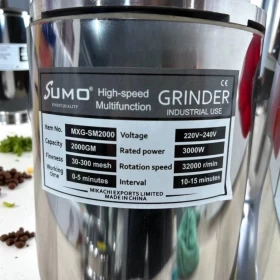 SUMO® High-speed Multifunction GRINDER CE
INDUSTRIAL USE
Item No. MXG-SM2000 Voltage 220V~240V
Capacity 2000GM Rated power 3000W
Fineness 30-300 mesh Rotation speed 32000 r/min
Working time 0-5 minutes Interval 10-15 minutes
MIKACHI EXPORTS LIMITED
MADE IN CHINA